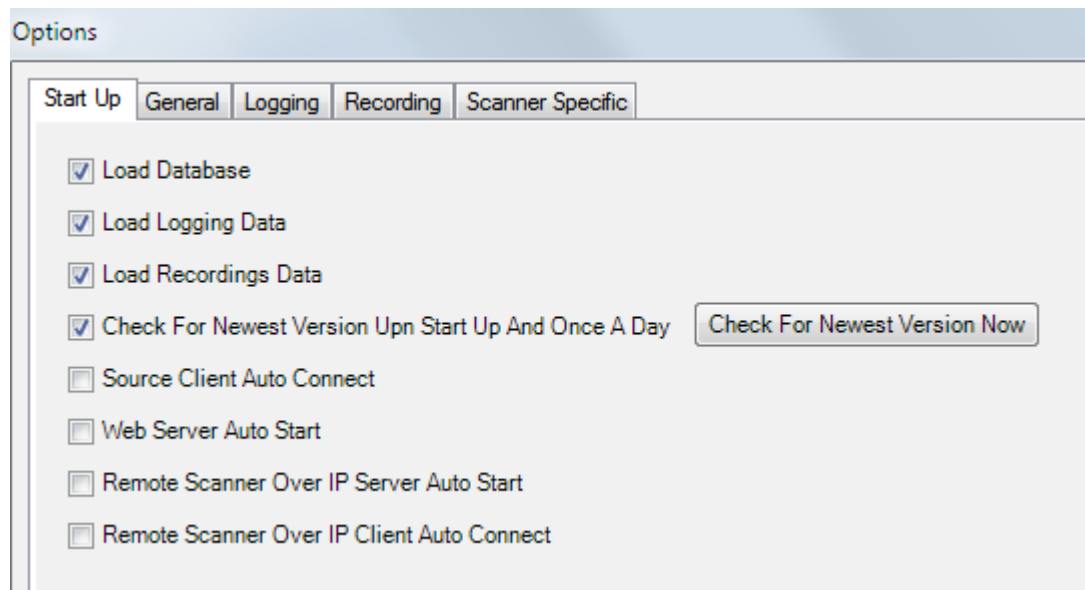 Options
Start Up General Logging Recording Scanner Specific
Load Database
Load Logging Data
Load Recordings Data
Check For Newest Version Upn Start Up And Once A Day Check For Newest Version Now
Source Client Auto Connect
Web Server Auto Start
Remote Scanner Over IP Server Auto Start
Remote Scanner Over IP Client Auto Connect